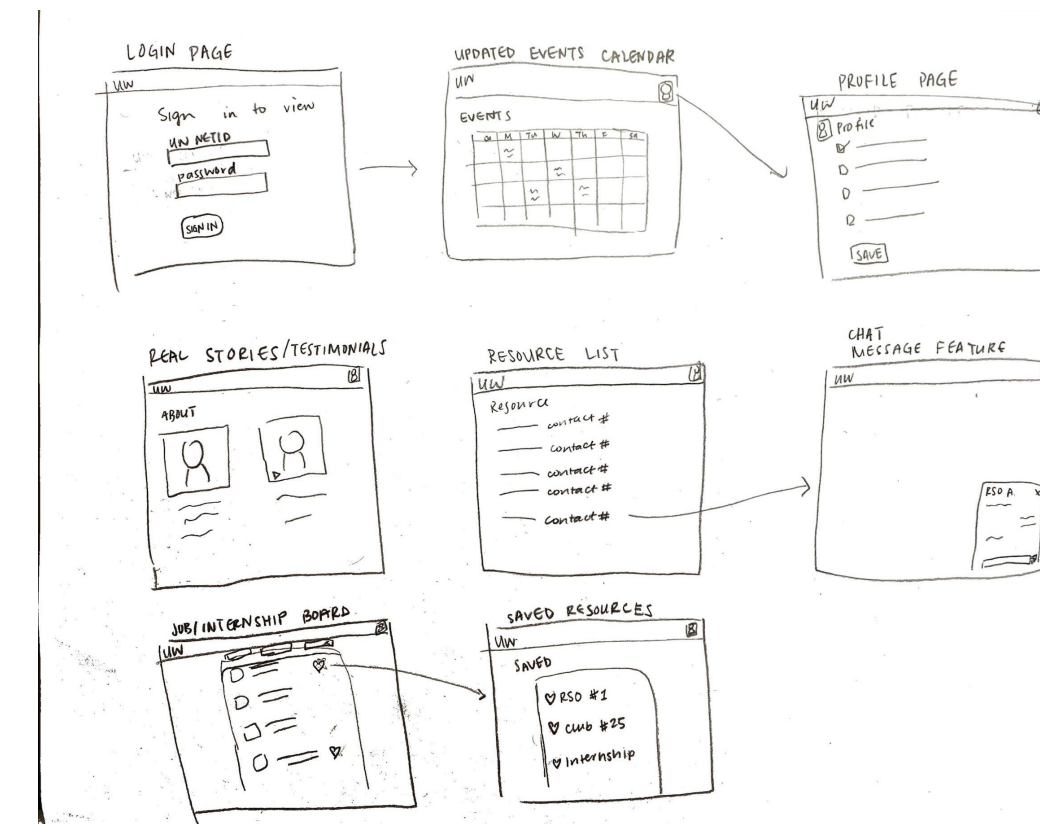 LOGIN PAGE
UW
Sign in to view
UW NETID
password
SIGN IN
UPDATED EVENTS CALENDAR
UW
EVENTS
M TU W Th F SA
PROFILE PAGE
UW
Profile
SAVE
REAL STORIES/TESTIMONIALS
UW
ABOUT
RESOURCE LIST
UW
Resource
contact #
contact #
contact #
contact #
contact #
CHAT
MESSAGE FEATURE
UW
RSO A. x
JOB/INTERNSHIP BOARD
UW
SAVED RESOURCES
UW
SAVED
RSO #1
club #25
internship